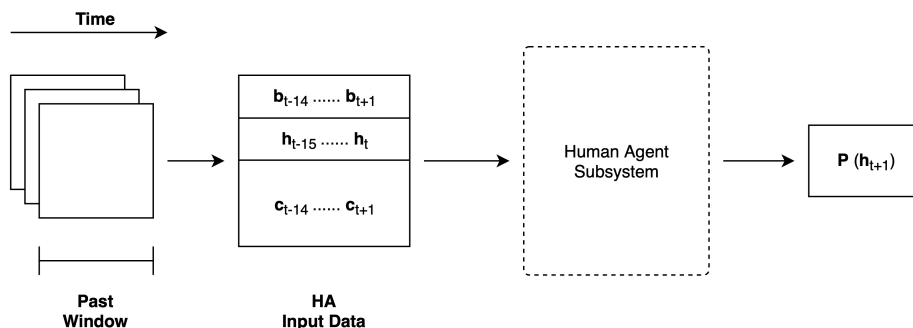 Time
b_{t-14} ...... b_{t+1}
h_{t-15} ...... h_t
c_{t-14} ...... c_{t+1}
Human Agent
Subsystem
P (h_{t+1})
Past
Window
HA
Input Data